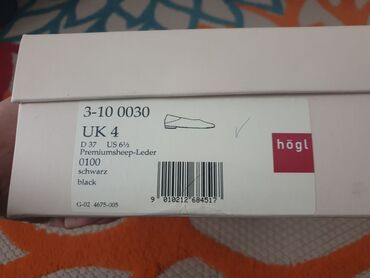 3-10 0030
UK 4
D 37 US 6½
Premiumsheep-Leder
0100
schwarz
black
högl
9 010212 684517
G-02 4675-005